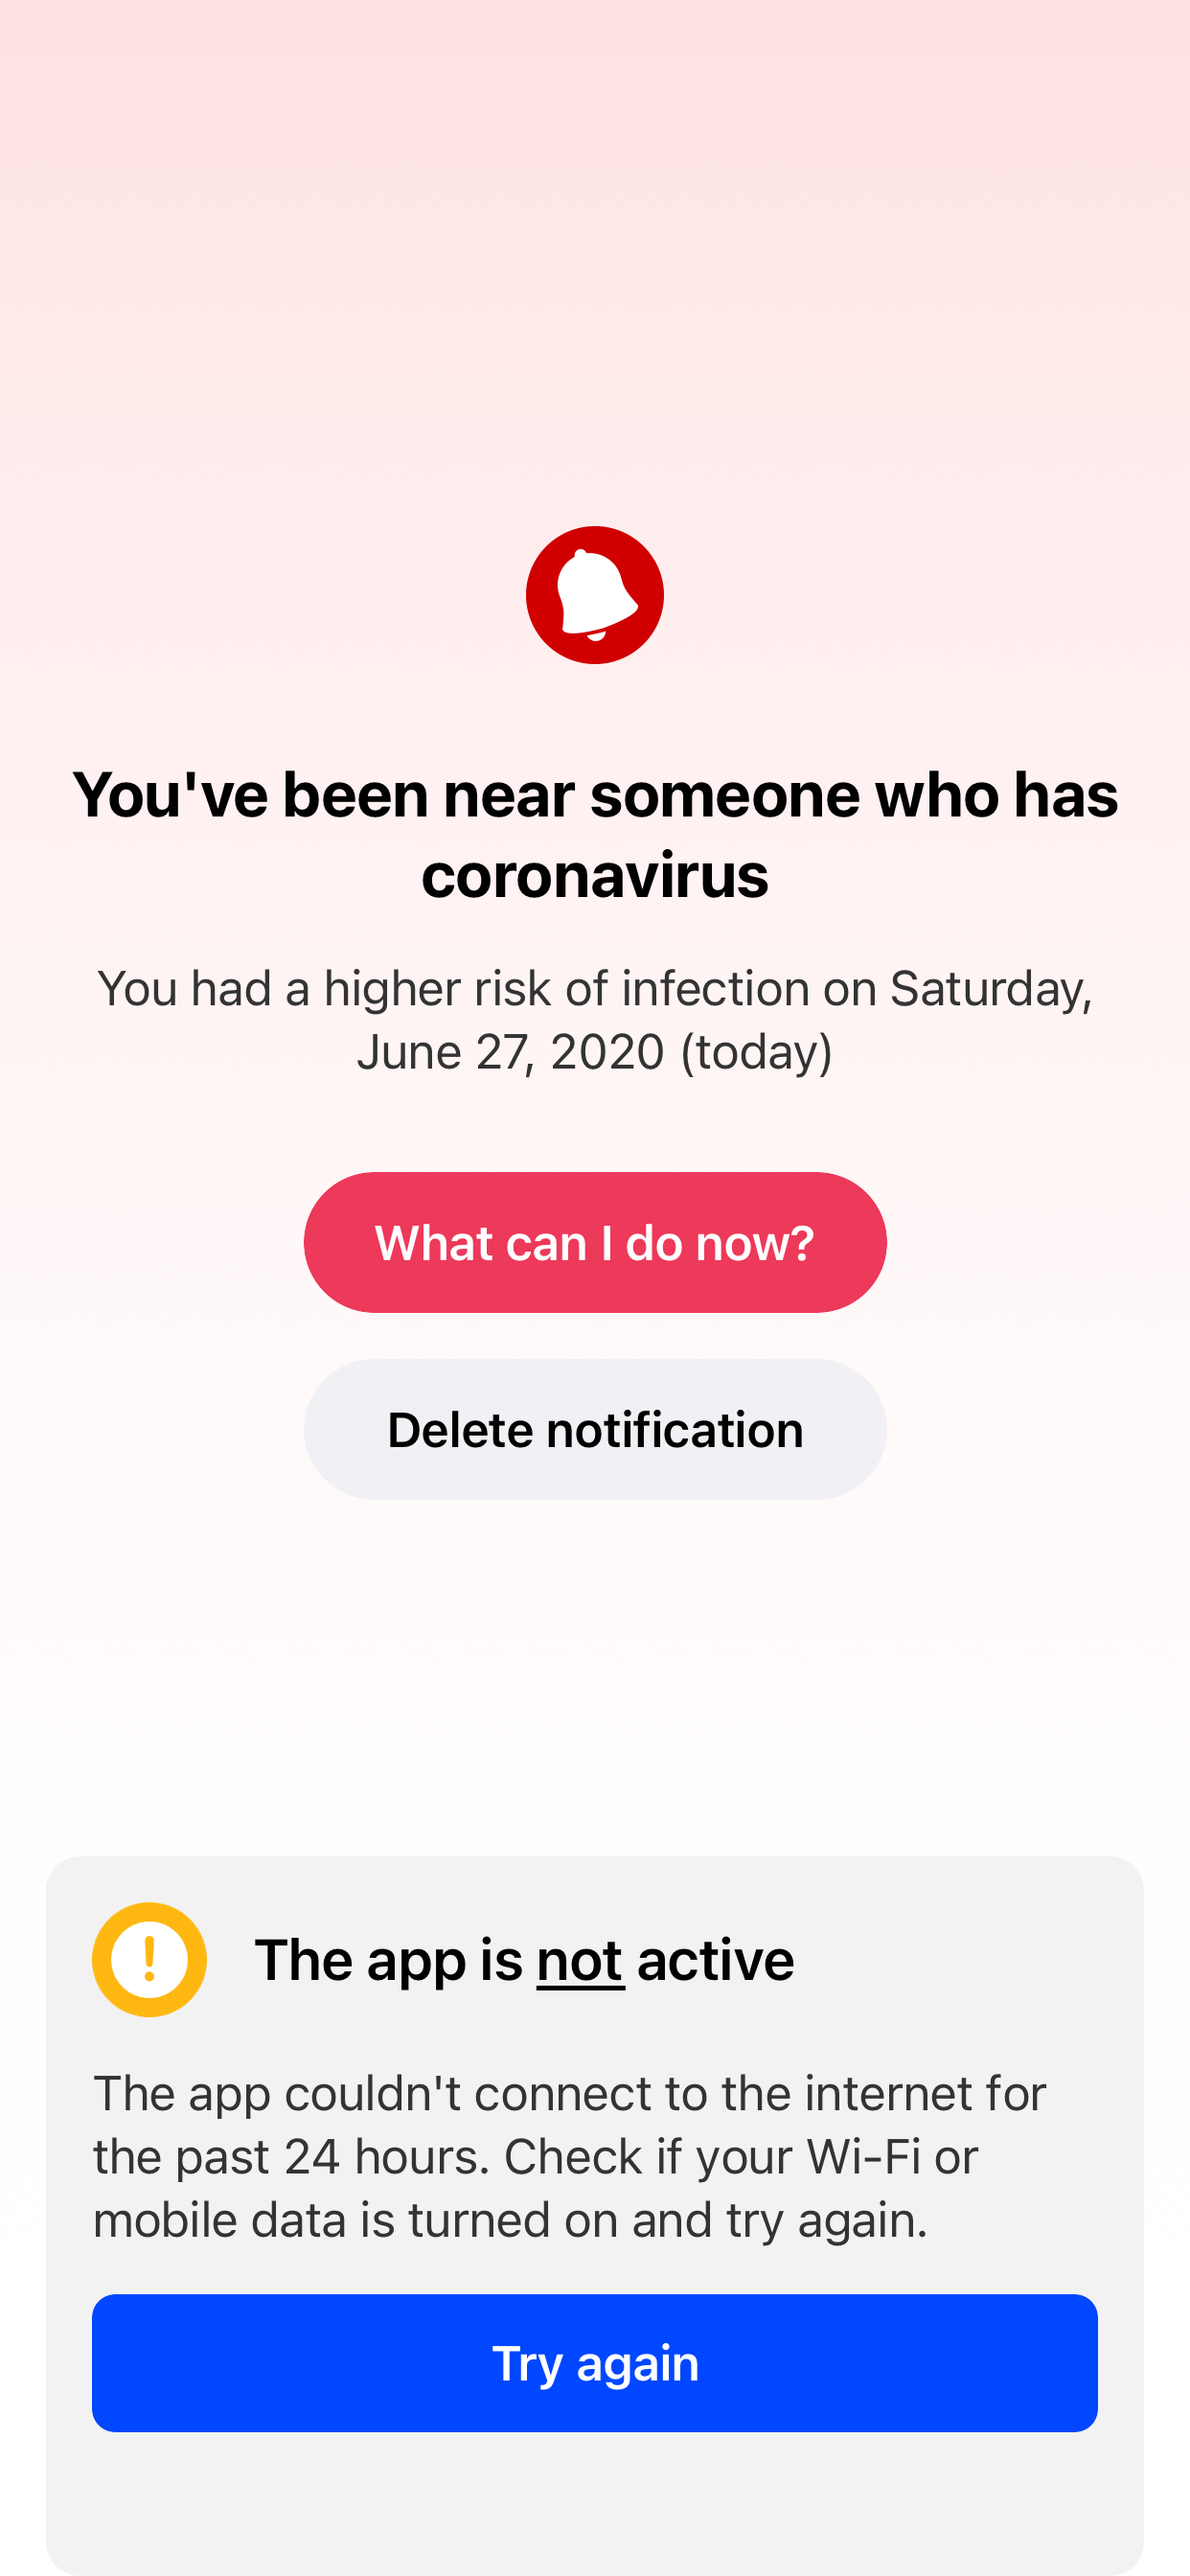 You've been near someone who has
coronavirus
You had a higher risk of infection on Saturday,
June 27, 2020 (today)
What can I do now?
Delete notification
The app is not active
The app couldn't connect to the internet for
the past 24 hours. Check if your Wi-Fi or
mobile data is turned on and try again.
Try again